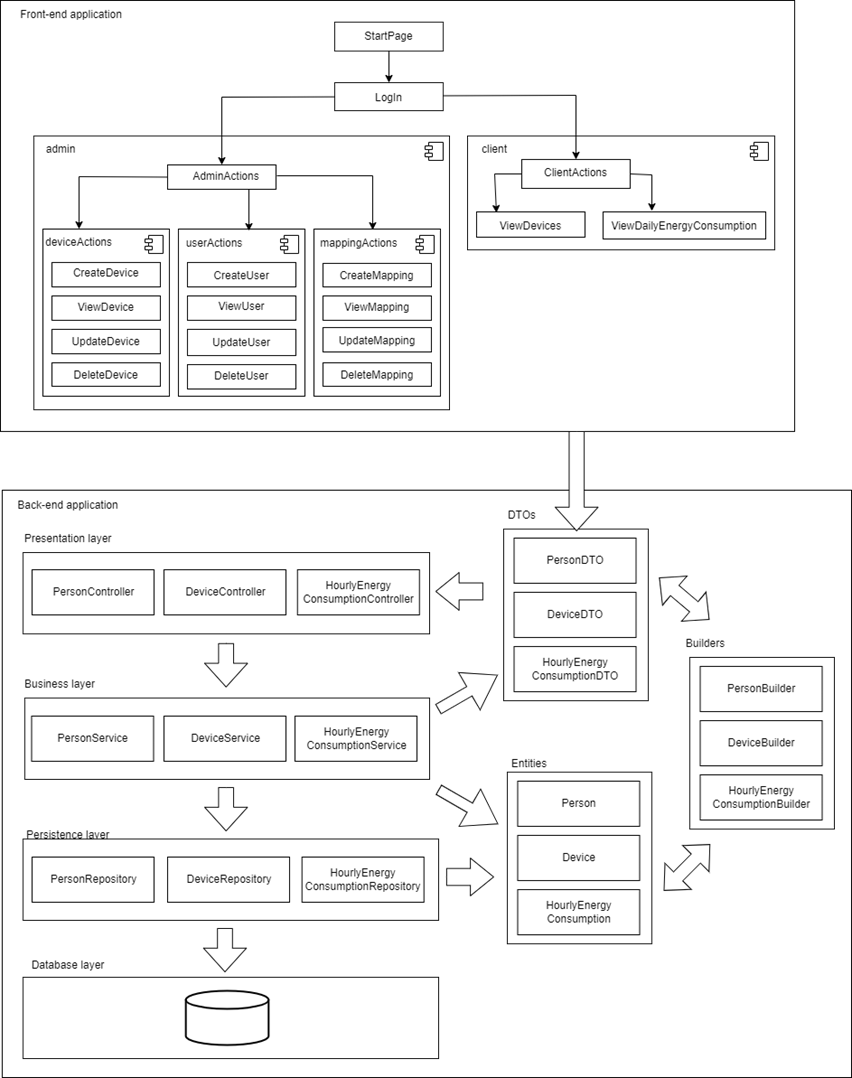 Front-end application
StartPage
LogIn
admin
AdminActions
deviceActions
CreateDevice
ViewDevice
UpdateDevice
DeleteDevice
userActions
CreateUser
ViewUser
UpdateUser
DeleteUser
mappingActions
CreateMapping
ViewMapping
UpdateMapping
DeleteMapping
client
ClientActions
ViewDevices
ViewDailyEnergyConsumption
Back-end application
Presentation layer
PersonController
DeviceController
HourlyEnergy
ConsumptionController
DTOs
PersonDTO
DeviceDTO
HourlyEnergy
ConsumptionDTO
Builders
PersonBuilder
DeviceBuilder
HourlyEnergy
ConsumptionBuilder
Business layer
PersonService
DeviceService
HourlyEnergy
ConsumptionService
Entities
Person
Device
HourlyEnergy
Consumption
Persistence layer
PersonRepository
DeviceRepository
HourlyEnergy
ConsumptionRepository
Database layer